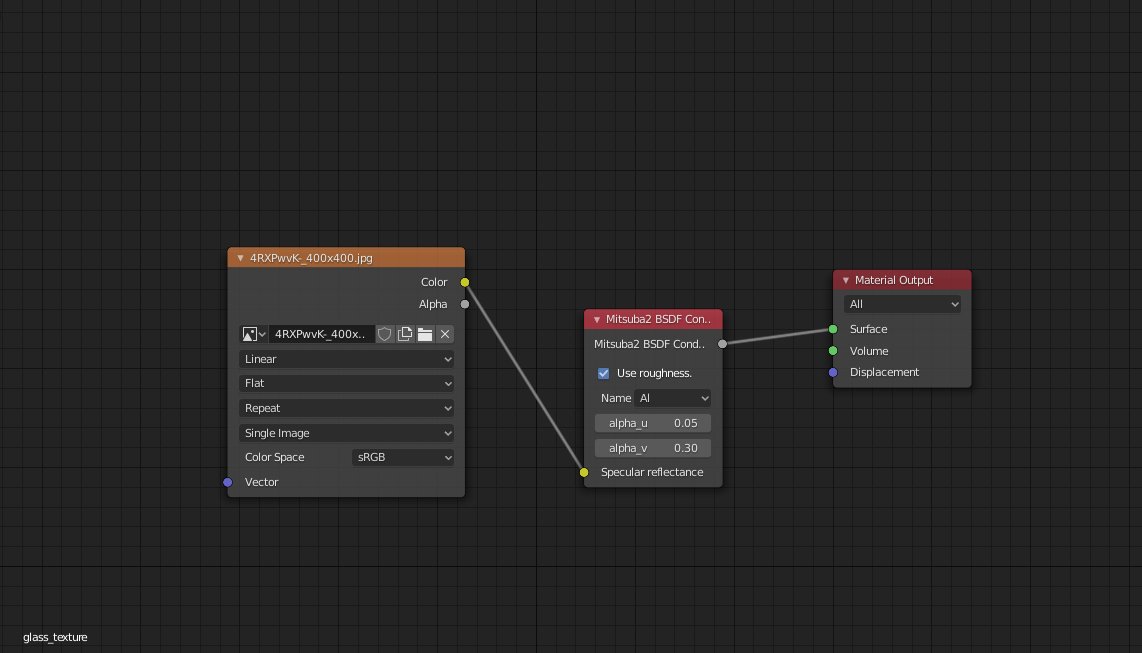 4RXPwvK-_400x400.jpg
Color
Alpha
4RXPwvK-_400x..
Linear
Flat
Repeat
Single Image
Color Space sRGB
Vector
Mitsuba2 BSDF Con..
Mitsuba2 BSDF Cond..
Use roughness.
Name Al
alpha_u 0.05
alpha_v 0.30
Specular reflectance
Material Output
All
Surface
Volume
Displacement
glass_texture